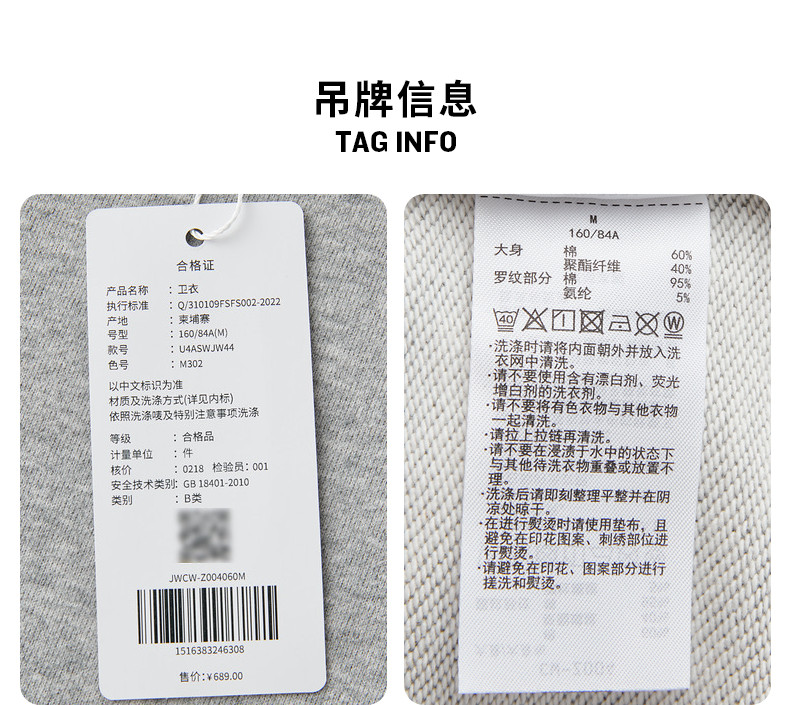 吊牌信息
TAG INFO
合格证
产品名称 ：卫衣
执行标准 ：Q/310109FSFS002-2022
产地 ：柬埔寨
号型 ：160/84A(M)
款号 ：U4ASWJW44
色号 ：M302
以中文标识为准
材质及洗涤方式(详见内标)
依照洗涤唛及特别注意事项洗涤
等级 ：合格品
计量单位 ：件
核价 ：0218 检验员：001
安全技术类别：GB 18401-2010
类别 ：B类
JWCW-Z004060M
1516383246308
售价：¥689.00
M
160/84A
大身 棉 60%
聚酯纤维 40%
罗纹部分 棉 95%
氨纶 5%
40 W
·洗涤时请将内面朝外并放入洗
衣网中清洗。
·请不要使用含有漂白剂、荧光
增白剂的洗衣剂。
·请不要将有色衣物与其他衣物
一起清洗。
·请拉上拉链再清洗。
·请不要在浸渍于水中的状态下
与其他待洗衣物重叠或放置不
理。
·洗涤后请即刻整理平整并在阴
凉处晾干。
·在进行熨烫时请使用垫布，且
避免在印花图案、刺绣部位进
行熨烫。
·请避免在印花、图案部分进行
搓洗和熨烫。